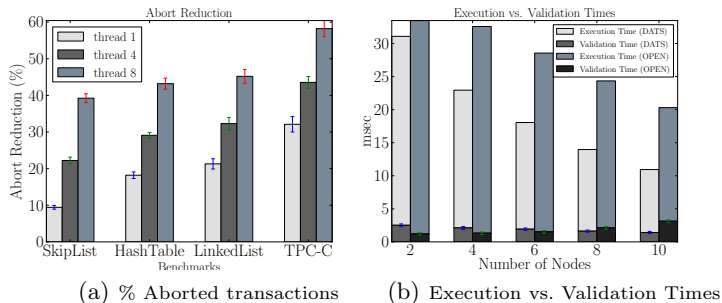 Abort Reduction
60
50
40
30
20
10
0
Abort Reduction (%)
thread 1
thread 4
thread 8
SkipList HashTable LinkedList TPC-C
Benchmarks
(a) % Aborted transactions
Execution vs. Validation Times
30
25
20
15
10
5
0
msec
Execution Time (DATS)
Validation Time (DATS)
Execution Time (OPEN)
Validation Time (OPEN)
2 4 6 8 10
Number of Nodes
(b) Execution vs. Validation Times